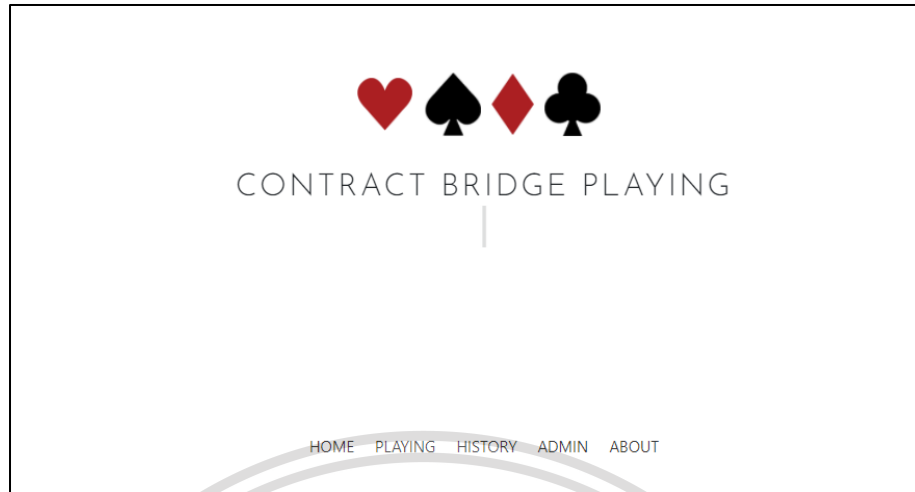 CONTRACT BRIDGE PLAYING
HOME PLAYING HISTORY ADMIN ABOUT